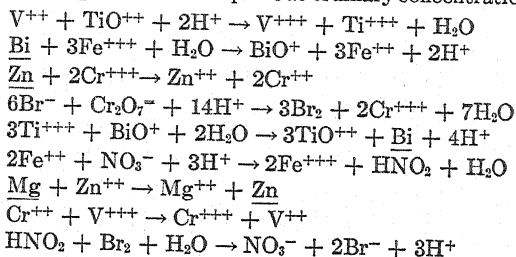 V⁺⁺ + TiO⁺⁺ + 2H⁺ → V⁺⁺⁺ + Ti⁺⁺⁺ + H₂O
Bi + 3Fe⁺⁺⁺ + H₂O → BiO⁺ + 3Fe⁺⁺ + 2H⁺
Zn + 2Cr⁺⁺⁺ → Zn⁺⁺ + 2Cr⁺⁺
6Br⁻ + Cr₂O₇⁼ + 14H⁺ → 3Br₂ + 2Cr⁺⁺⁺ + 7H₂O
3Ti⁺⁺⁺ + BiO⁺ + 2H₂O → 3TiO⁺⁺ + Bi + 4H⁺
2Fe⁺⁺ + NO₃⁻ + 3H⁺ → 2Fe⁺⁺⁺ + HNO₂ + H₂O
Mg + Zn⁺⁺ → Mg⁺⁺ + Zn
Cr⁺⁺ + V⁺⁺⁺ → Cr⁺⁺⁺ + V⁺⁺
HNO₂ + Br₂ + H₂O → NO₃⁻ + 2Br⁻ + 3H⁺